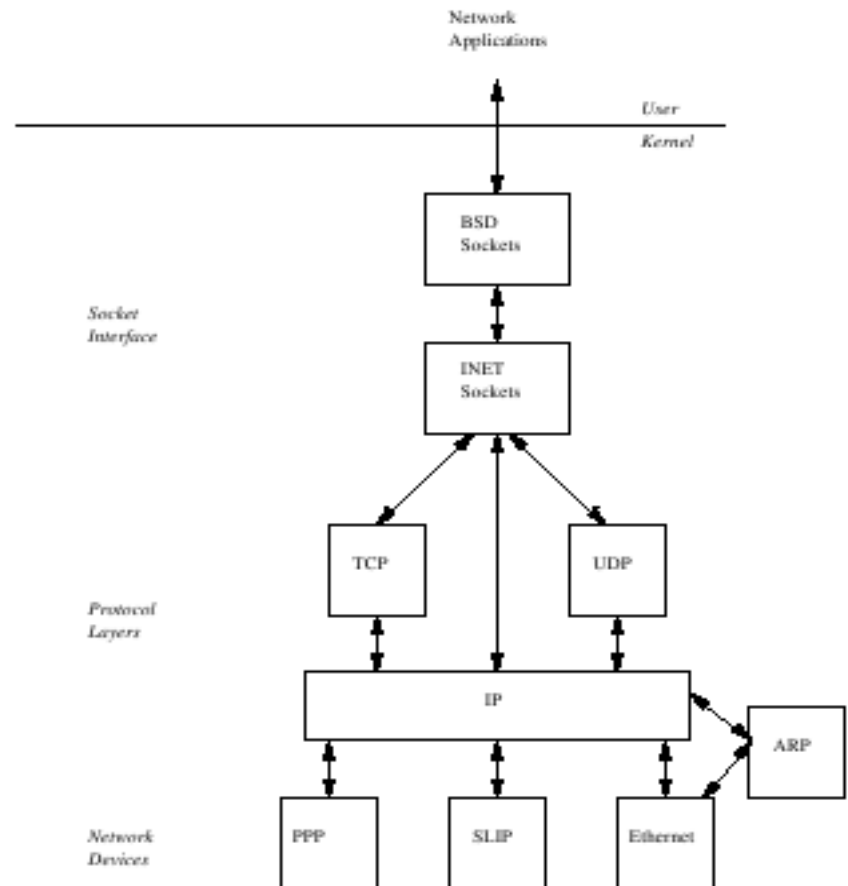 Network
Applications
User
Kernel
BSD
Sockets
Socket
Interface
INET
Sockets
TCP
UDP
Protocol
Layers
IP
ARP
Network
Devices
PPP
SLIP
Ethernet